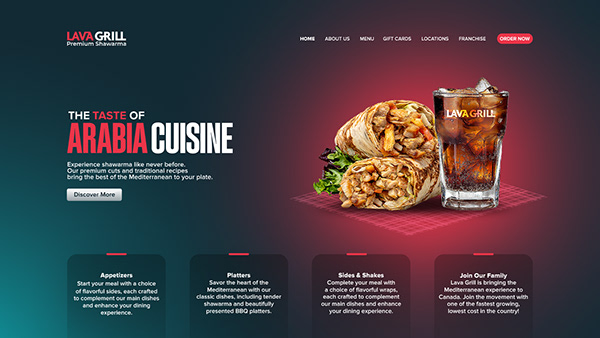 LAVA GRILL
Premium Shawarma
HOME
ABOUT US
MENU
GIFT CARDS
LOCATIONS
FRANCHISE
ORDER NOW
THE TASTE OF
ARABIA CUISINE
Experience shawarma like never before.
Our premium cuts and traditional recipes
bring the best of the Mediterranean to your plate.
Discover More
LAVA GRILL
Appetizers
Start your meal with a choice
of flavorful sides, each crafted
to complement our main dishes
and enhance your dining
experience.
Platters
Savor the heart of the
Mediterranean with our
classic dishes, including tender
shawarma and beautifully
presented BBQ platters.
Sides & Shakes
Complete your meal with
a choice of flavorful wraps,
each crafted to complement
our main dishes and enhance
your dining experience.
Join Our Family
Lava Grill is bringing the
Mediterranean experience to
Canada. Join the movement with
one of the fastest growing,
lowest cost in the country!